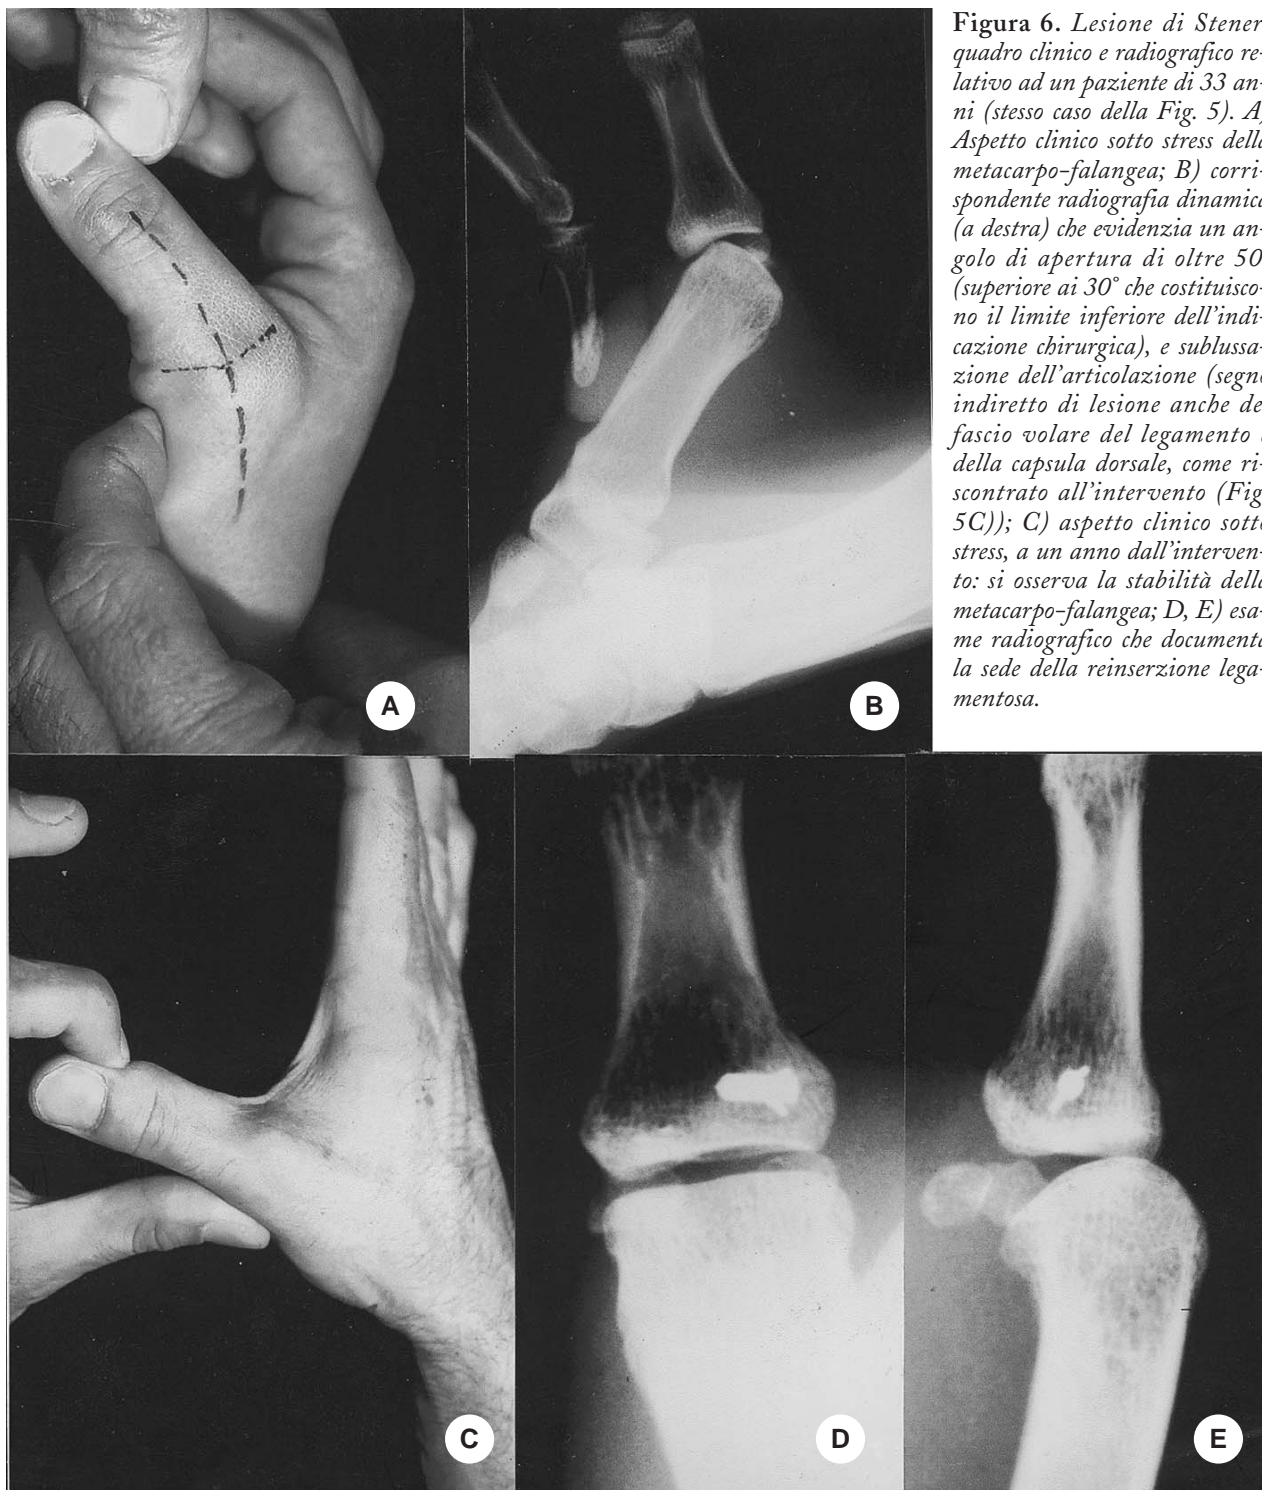 Figura 6. Lesione di Stener
quadro clinico e radiografico re-
lativo ad un paziente di 33 an-
ni (stesso caso della Fig. 5). A)
Aspetto clinico sotto stress della
metacarpo-falangea; B) corri-
spondente radiografia dinamica
(a destra) che evidenzia un an-
golo di apertura di oltre 50
(superiore ai 30° che costituisco-
no il limite inferiore dell'indi-
cazione chirurgica), e sublussa-
zione dell'articolazione (segno
indiretto di lesione anche del
fascio volare del legamento e
della capsula dorsale, come ri-
scontrato all'intervento (Fig.
5C)); C) aspetto clinico sotto
stress, a un anno dall'interven-
to: si osserva la stabilità della
metacarpo-falangea; D, E) esa-
me radiografico che documenta
la sede della reinserzione lega-
mentosa.
A
B
C
D
E